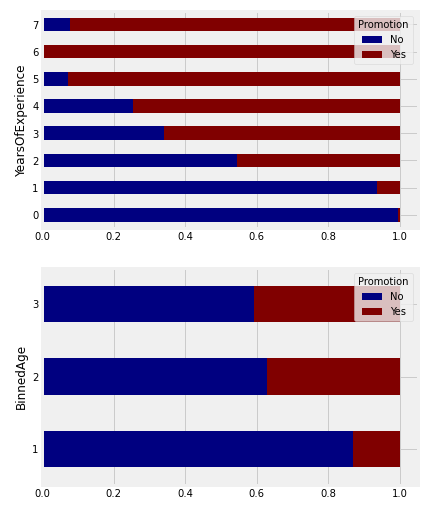 Promotion
No
Yes
YearsOfExperience
7
6
5
4
3
2
1
0
0.0 0.2 0.4 0.6 0.8 1.0
Promotion
No
Yes
BinnedAge
3
2
1
0.0 0.2 0.4 0.6 0.8 1.0